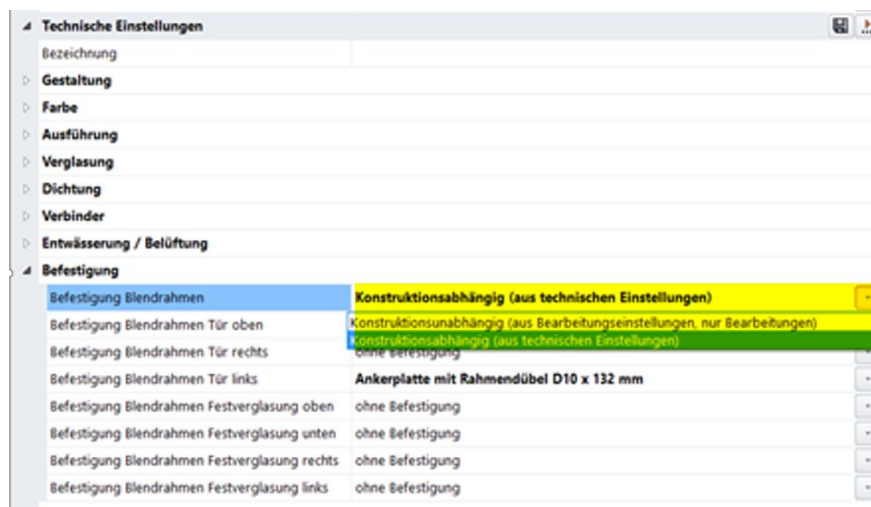 Technische Einstellungen
Bezeichnung
Gestaltung
Farbe
Ausführung
Verglasung
Dichtung
Verbinder
Entwässerung / Belüftung
Befestigung
Befestigung Blendrahmen Konstruktionsabhängig (aus technischen Einstellungen)
Befestigung Blendrahmen Tür oben Konstruktionsunabhängig (aus Bearbeitungseinstellungen, nur Bearbeitungen)
Konstruktionsabhängig (aus technischen Einstellungen)
Befestigung Blendrahmen Tür rechts ohne Befestigung
Befestigung Blendrahmen Tür links Ankerplatte mit Rahmendübel D10 x 132 mm
Befestigung Blendrahmen Festverglasung oben ohne Befestigung
Befestigung Blendrahmen Festverglasung unten ohne Befestigung
Befestigung Blendrahmen Festverglasung rechts ohne Befestigung
Befestigung Blendrahmen Festverglasung links ohne Befestigung